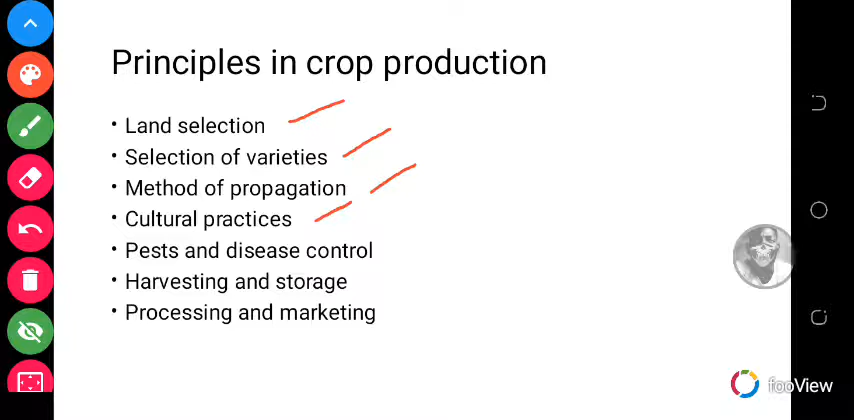 Principles in crop production
• Land selection
• Selection of varieties
• Method of propagation
• Cultural practices
• Pests and disease control
• Harvesting and storage
• Processing and marketing
fooView